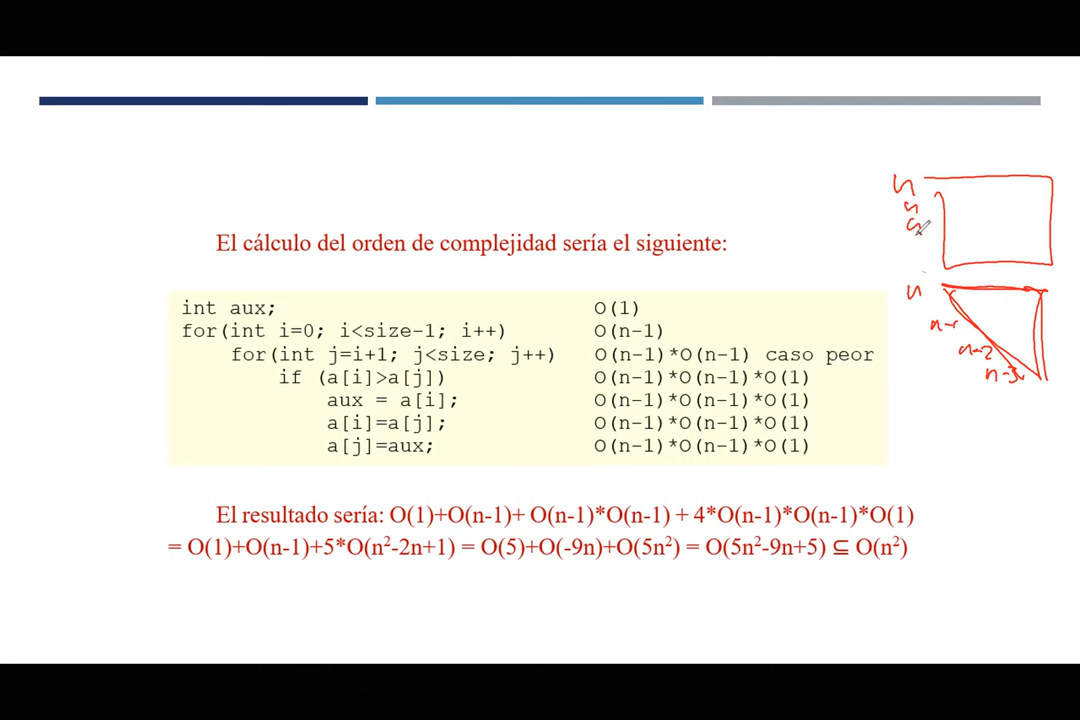 El cálculo del orden de complejidad sería el siguiente:
int aux; O(1)
for(int i=0; i<size-1; i++) O(n-1)
for(int j=i+1; j<size; j++) O(n-1)*O(n-1) caso peor
if (a[i]>a[j]) O(n-1)*O(n-1)*O(1)
aux = a[i]; O(n-1)*O(n-1)*O(1)
a[i]=a[j]; O(n-1)*O(n-1)*O(1)
a[j]=aux; O(n-1)*O(n-1)*O(1)
El resultado sería: O(1)+O(n-1)+ O(n-1)*O(n-1) + 4*O(n-1)*O(n-1)*O(1)
= O(1)+O(n-1)+5*O(n²-2n+1) = O(5)+O(-9n)+O(5n²) = O(5n²-9n+5) ⊆ O(n²)
n
n
n
n
n-1
n-2
n-3